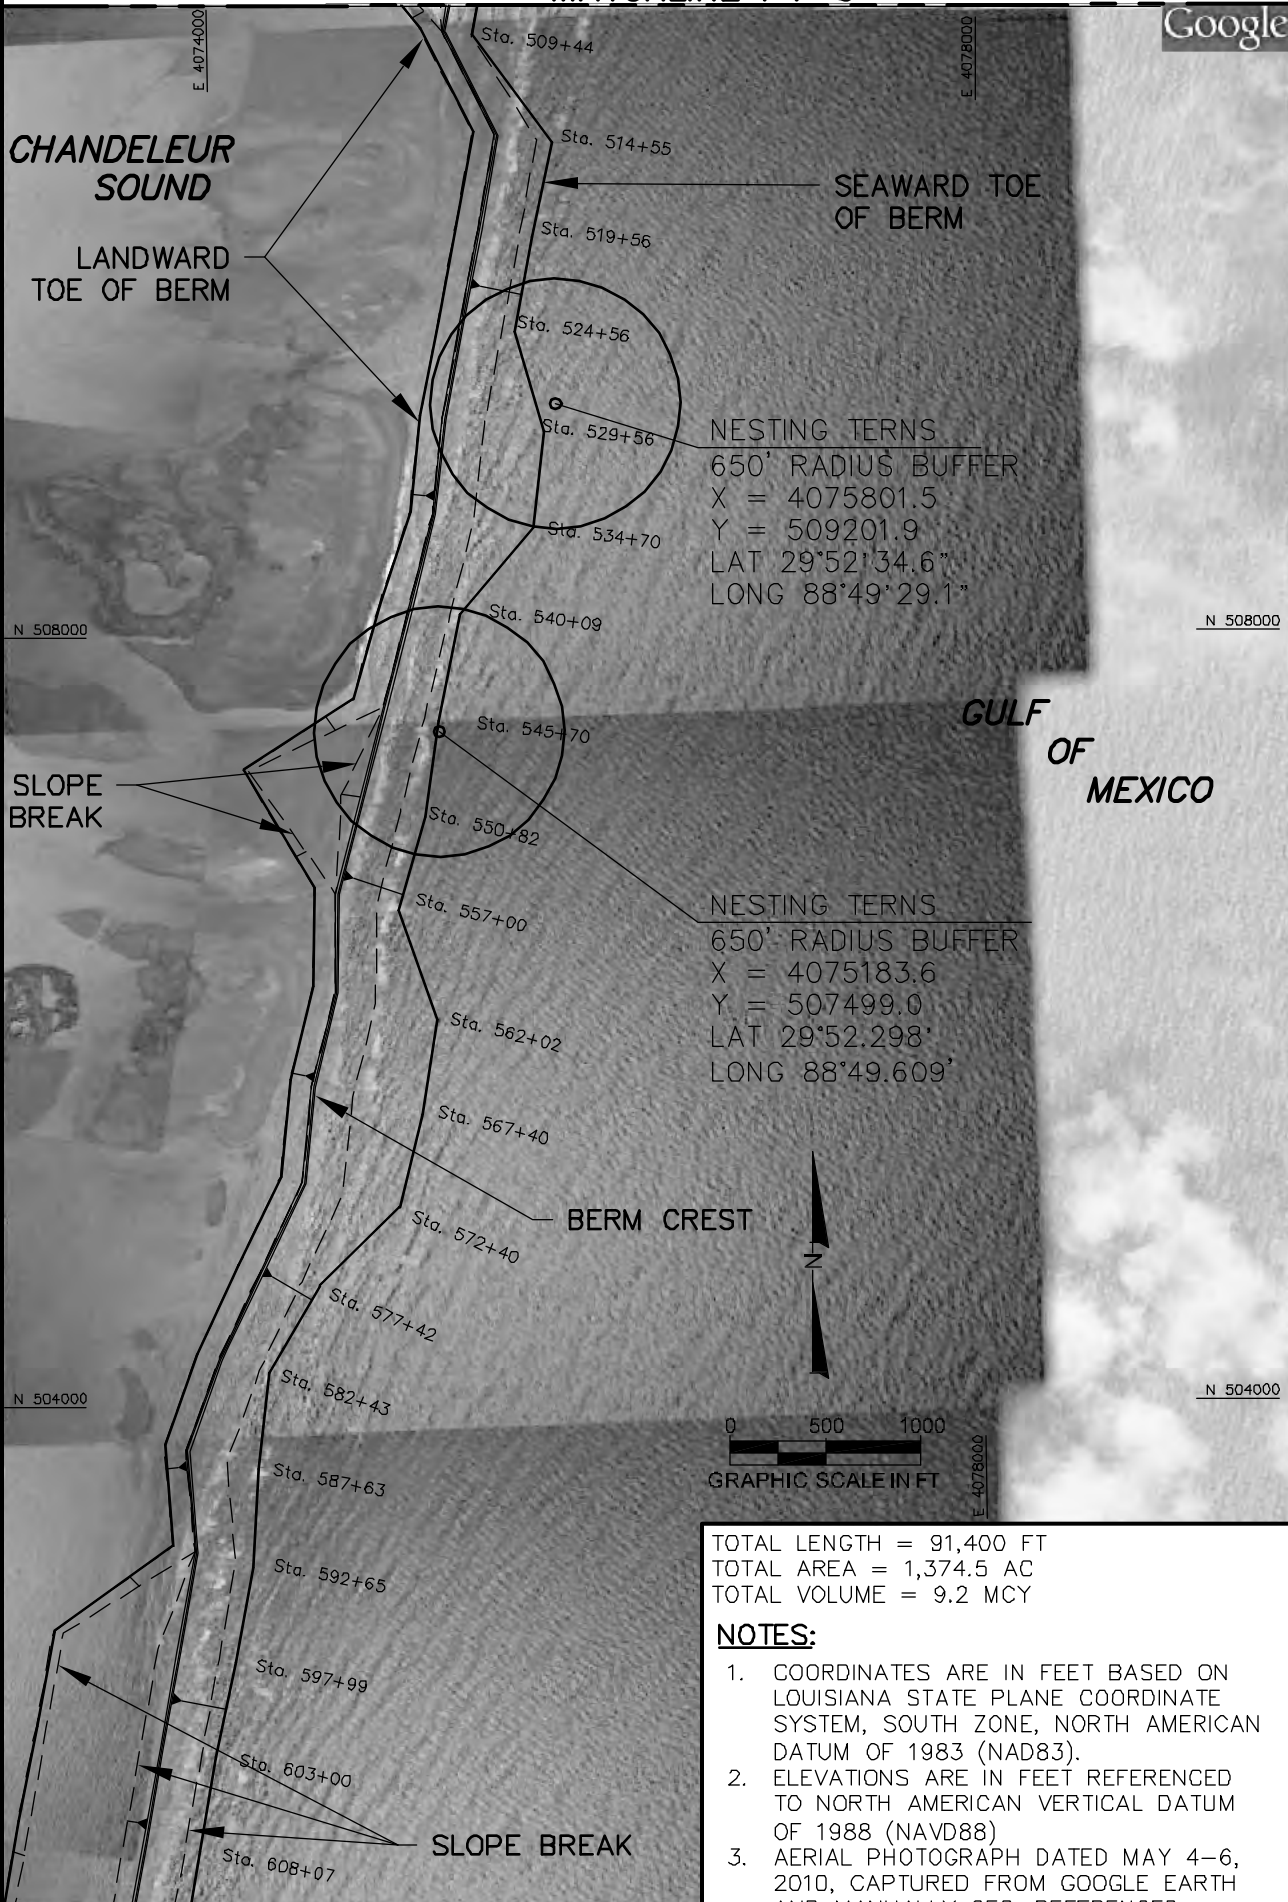 Google
E 4074000
E 4078000
Sta. 509+44
CHANDELEUR
SOUND
Sta. 514+55
SEAWARD TOE
OF BERM
Sta. 519+56
LANDWARD
TOE OF BERM
Sta. 524+56
Sta. 529+56
NESTING TERNS
650' RADIUS BUFFER
X = 4075801.5
Y = 509201.9
LAT 29°52'34.6"
LONG 88°49'29.1"
Sta. 534+70
Sta. 540+09
N 508000
N 508000
GULF
OF
MEXICO
Sta. 545+70
SLOPE
BREAK
Sta. 550+82
Sta. 557+00
NESTING TERNS
650' RADIUS BUFFER
X = 4075183.6
Y = 507499.0
LAT 29°52.298'
LONG 88°49.609'
Sta. 562+02
Sta. 567+40
BERM CREST
Sta. 572+40
N
Sta. 577+42
Sta. 582+43
N 504000
N 504000
0 500 1000
GRAPHIC SCALE IN FT
E 4078000
Sta. 587+63
Sta. 592+65
Sta. 597+99
Sta. 603+00
SLOPE BREAK
Sta. 608+07
TOTAL LENGTH = 91,400 FT
TOTAL AREA = 1,374.5 AC
TOTAL VOLUME = 9.2 MCY
NOTES:
1. COORDINATES ARE IN FEET BASED ON
LOUISIANA STATE PLANE COORDINATE
SYSTEM, SOUTH ZONE, NORTH AMERICAN
DATUM OF 1983 (NAD83).
2. ELEVATIONS ARE IN FEET REFERENCED
TO NORTH AMERICAN VERTICAL DATUM
OF 1988 (NAVD88)
3. AERIAL PHOTOGRAPH DATED MAY 4-6,
2010, CAPTURED FROM GOOGLE EARTH